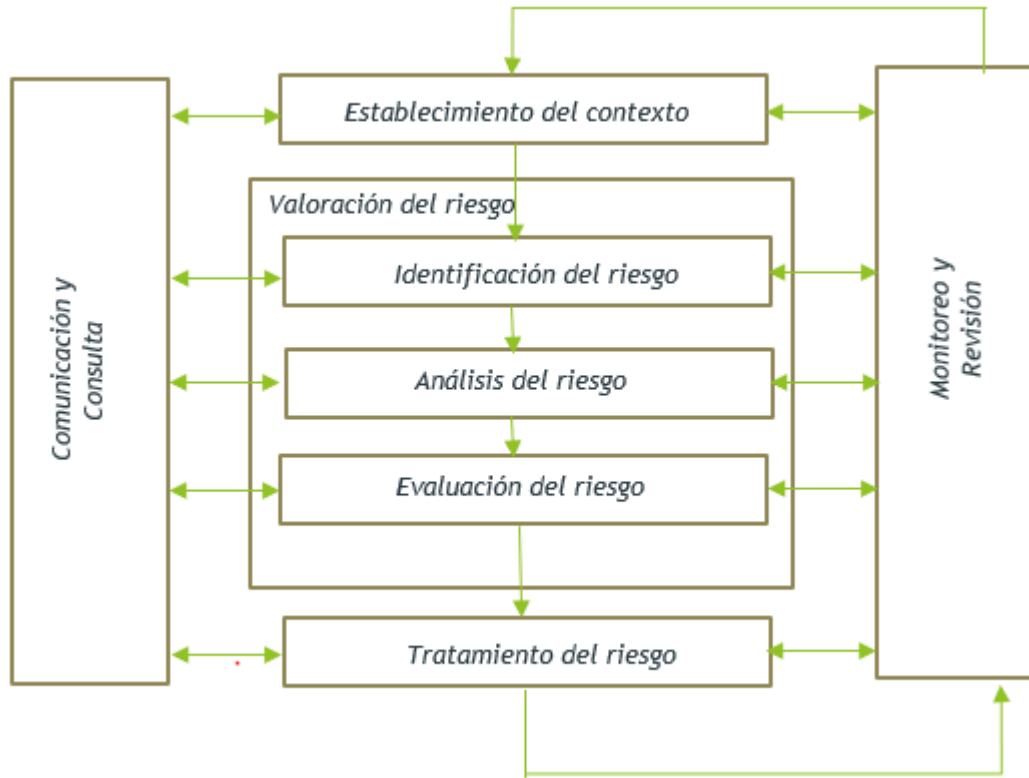 Establecimiento del contexto
Valoración del riesgo
Identificación del riesgo
Análisis del riesgo
Evaluación del riesgo
Tratamiento del riesgo
Comunicación y
Consulta
Monitoreo y
Revisión